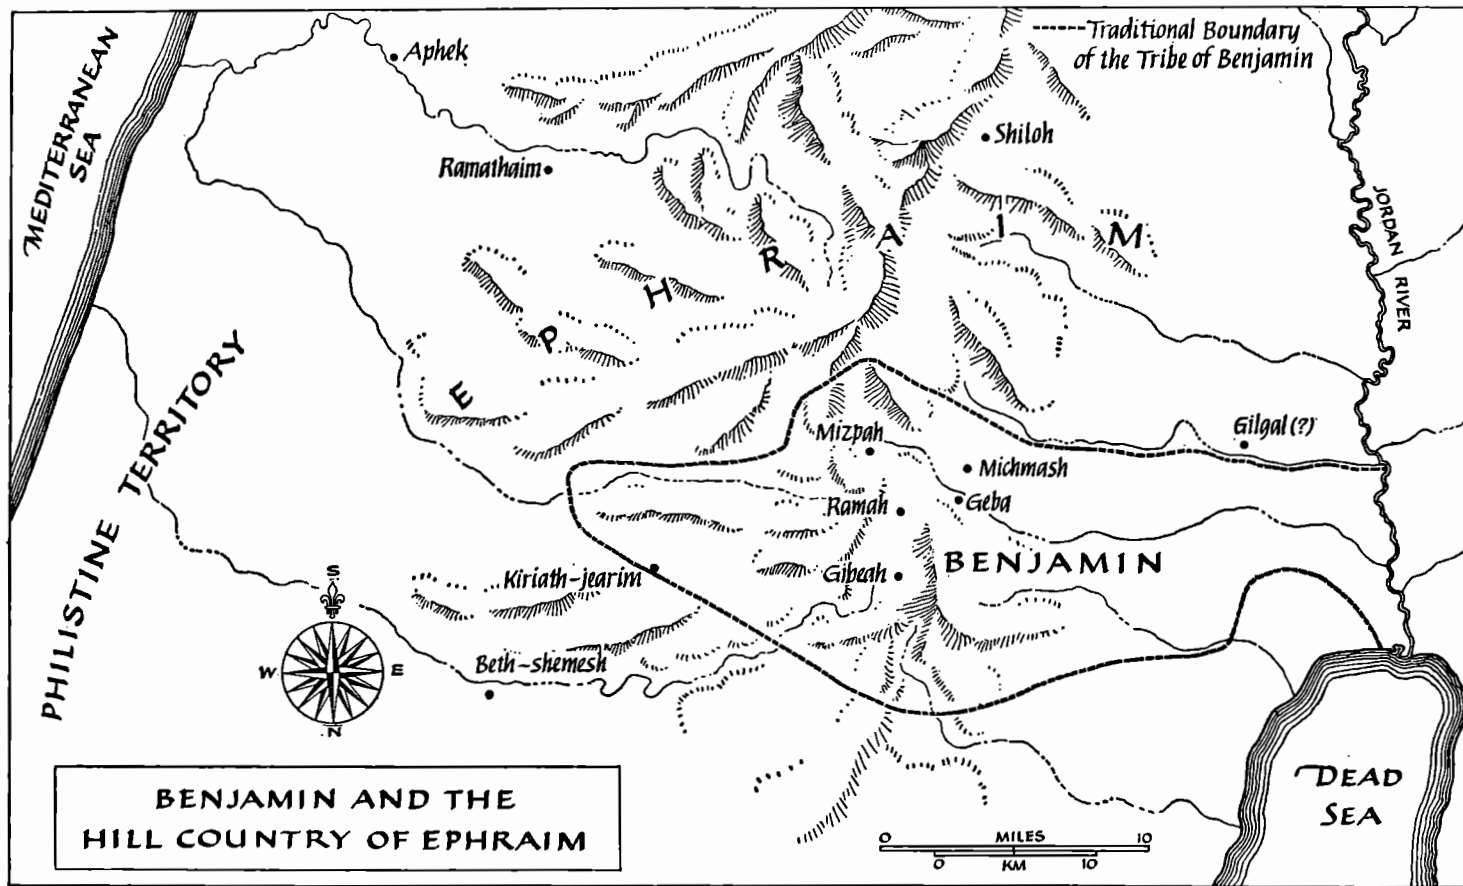 MEDITERRANEAN
SEA
Aphek
Traditional Boundary
of the Tribe of Benjamin
Shiloh
Ramathaim
JORDAN RIVER
EPHRAIM
PHILISTINE TERRITORY
Gilgal (?)
Mizpah
Michmash
Ramah
Geba
BENJAMIN
Kiriath-jearim
Gibeah
S
W
E
N
Beth-shemesh
BENJAMIN AND THE
HILL COUNTRY OF EPHRAIM
DEAD
SEA
0 MILES 10
0 KM 10